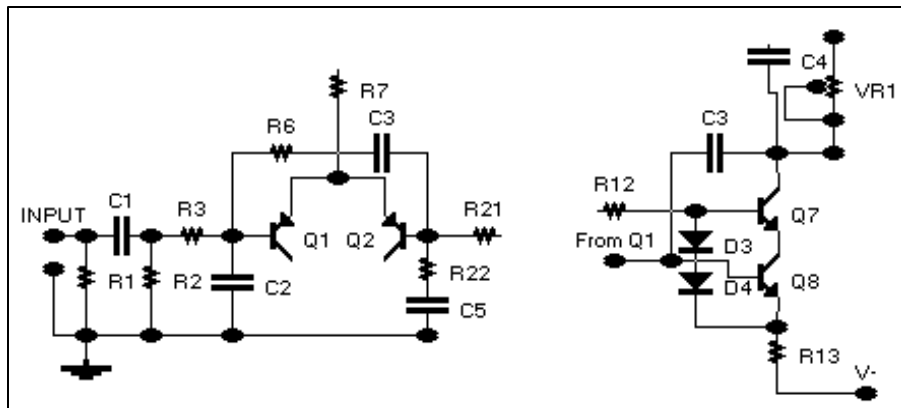 R7
R6
C3
INPUT
C1
R3
Q1
Q2
R21
R1
R2
C2
R22
C5
C4
VR1
C3
R12
Q7
From Q1
D3
D4
Q8
R13
V-